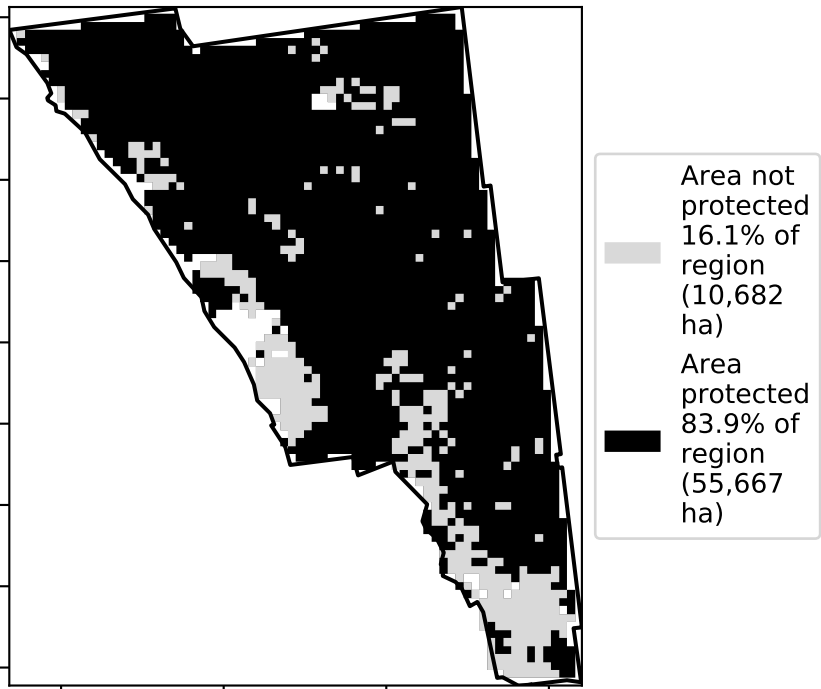 Area not
protected
16.1% of
region
(10,682
ha)
Area
protected
83.9% of
region
(55,667
ha)